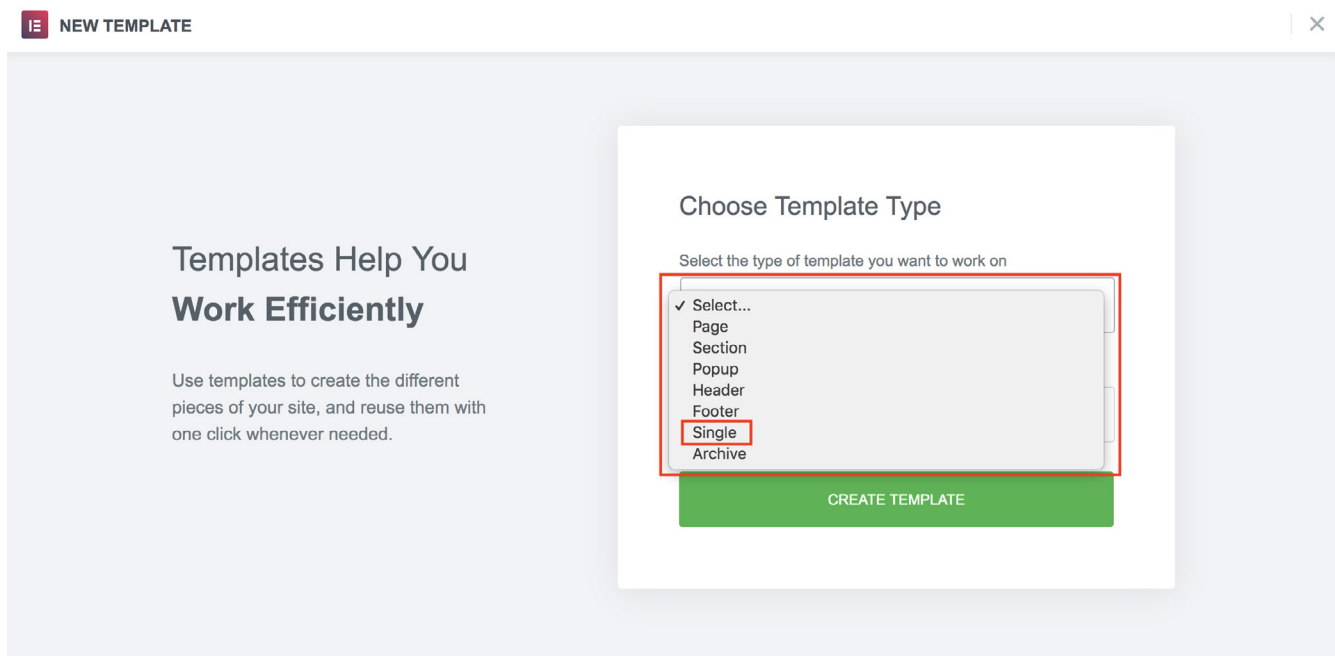 NEW TEMPLATE
Templates Help You
Work Efficiently
Use templates to create the different
pieces of your site, and reuse them with
one click whenever needed.
Choose Template Type
Select the type of template you want to work on
✓ Select...
Page
Section
Popup
Header
Footer
Single
Archive
CREATE TEMPLATE